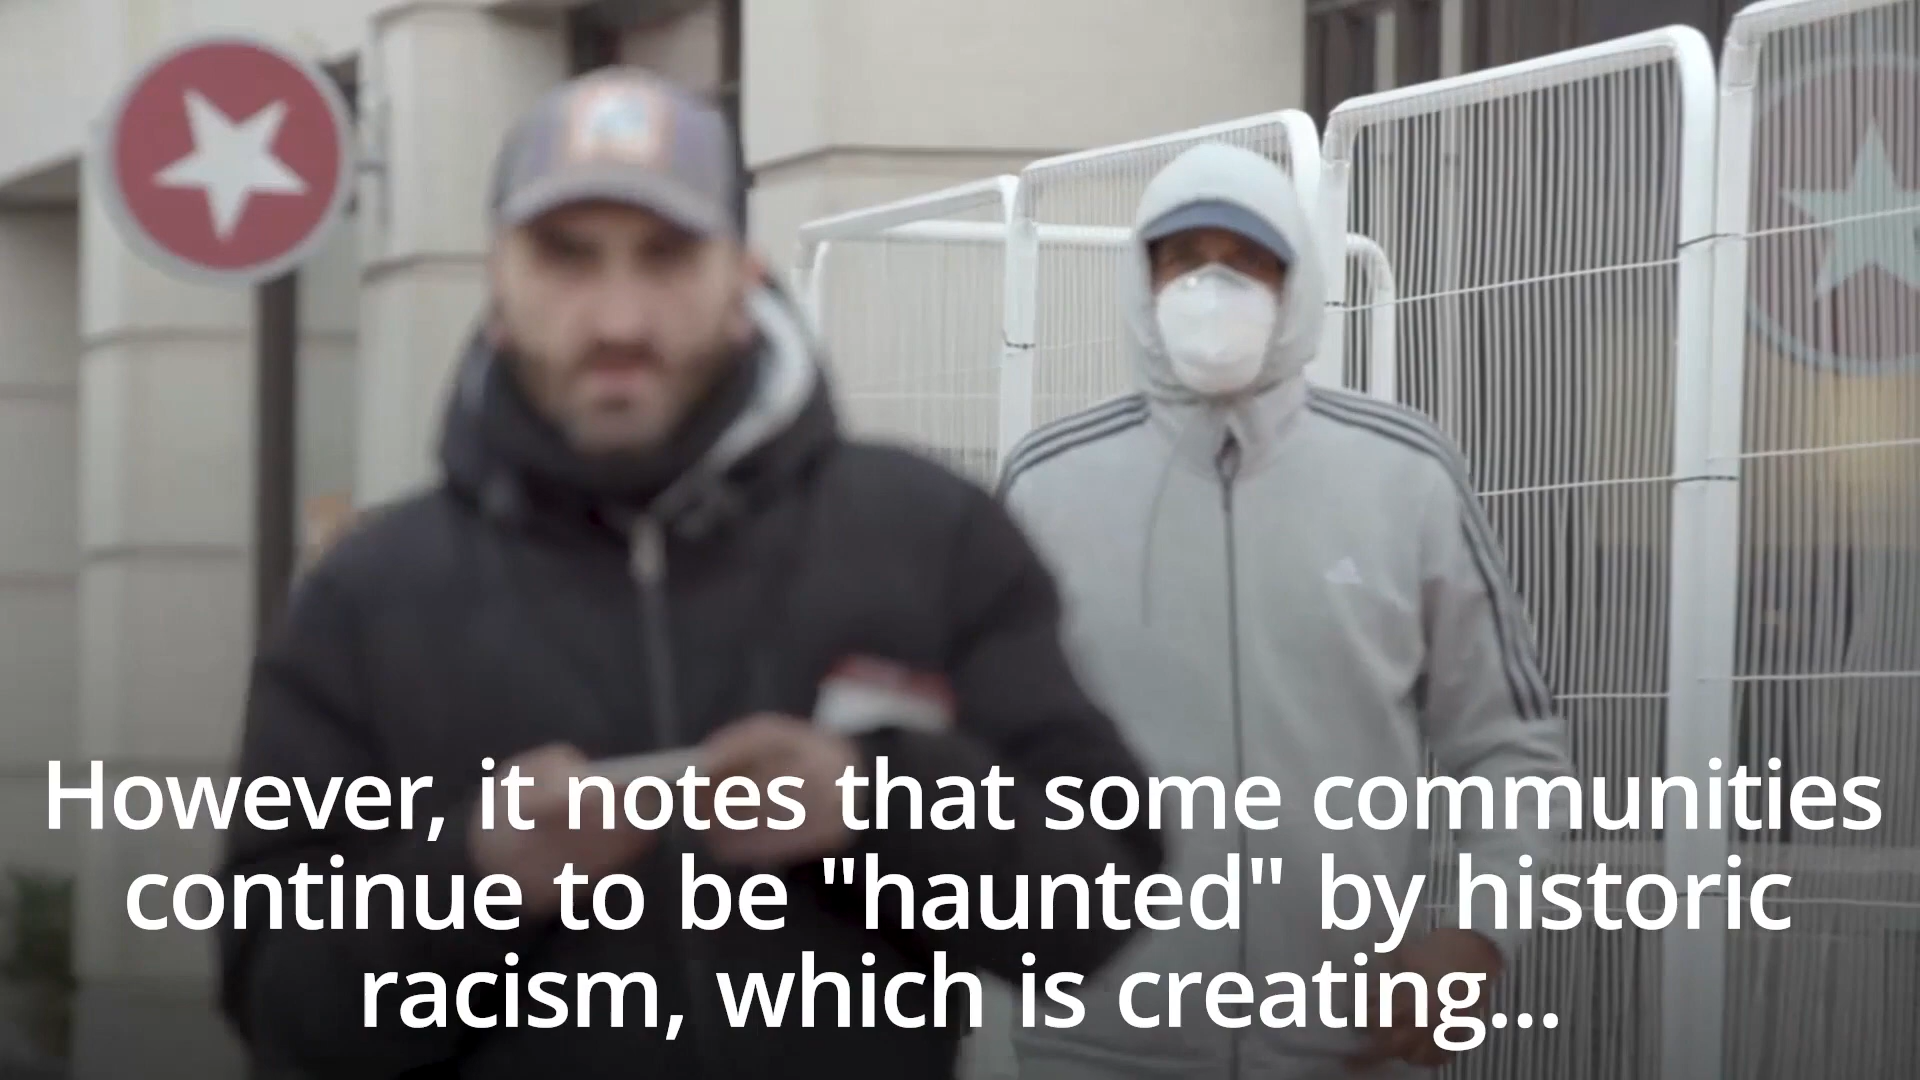 However, it notes that some communities
continue to be "haunted" by historic
racism, which is creating...